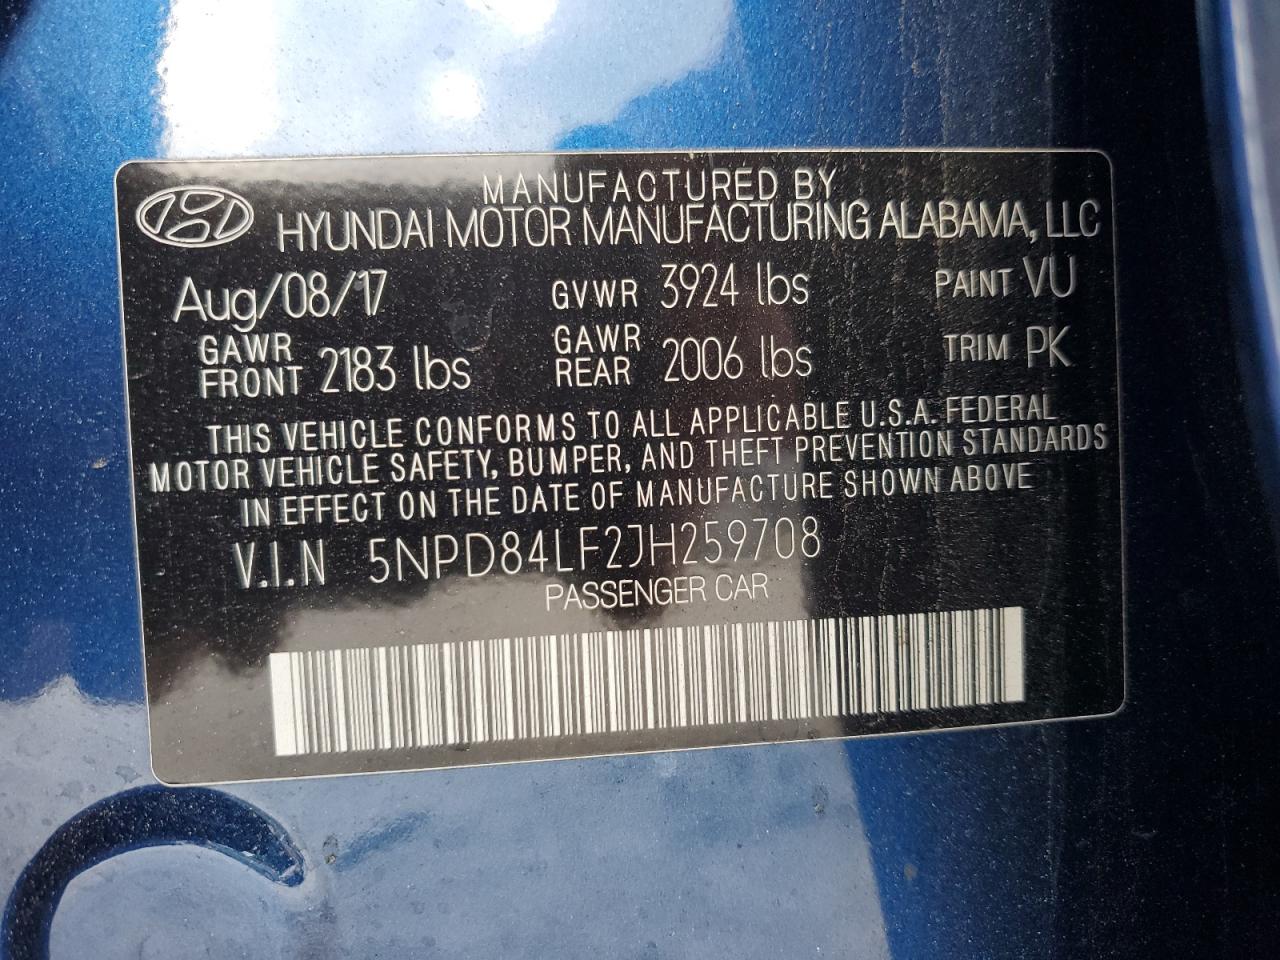 MANUFACTURED BY
HYUNDAI MOTOR MANUFACTURING ALABAMA, LLC
Aug/08/17 GVWR 3924 lbs PAINT VU
GAWR FRONT 2183 lbs GAWR REAR 2006 lbs TRIM PK
THIS VEHICLE CONFORMS TO ALL APPLICABLE U.S.A. FEDERAL
MOTOR VEHICLE SAFETY, BUMPER, AND THEFT PREVENTION STANDARDS
IN EFFECT ON THE DATE OF MANUFACTURE SHOWN ABOVE
V.I.N 5NPD84LF2JH259708
PASSENGER CAR